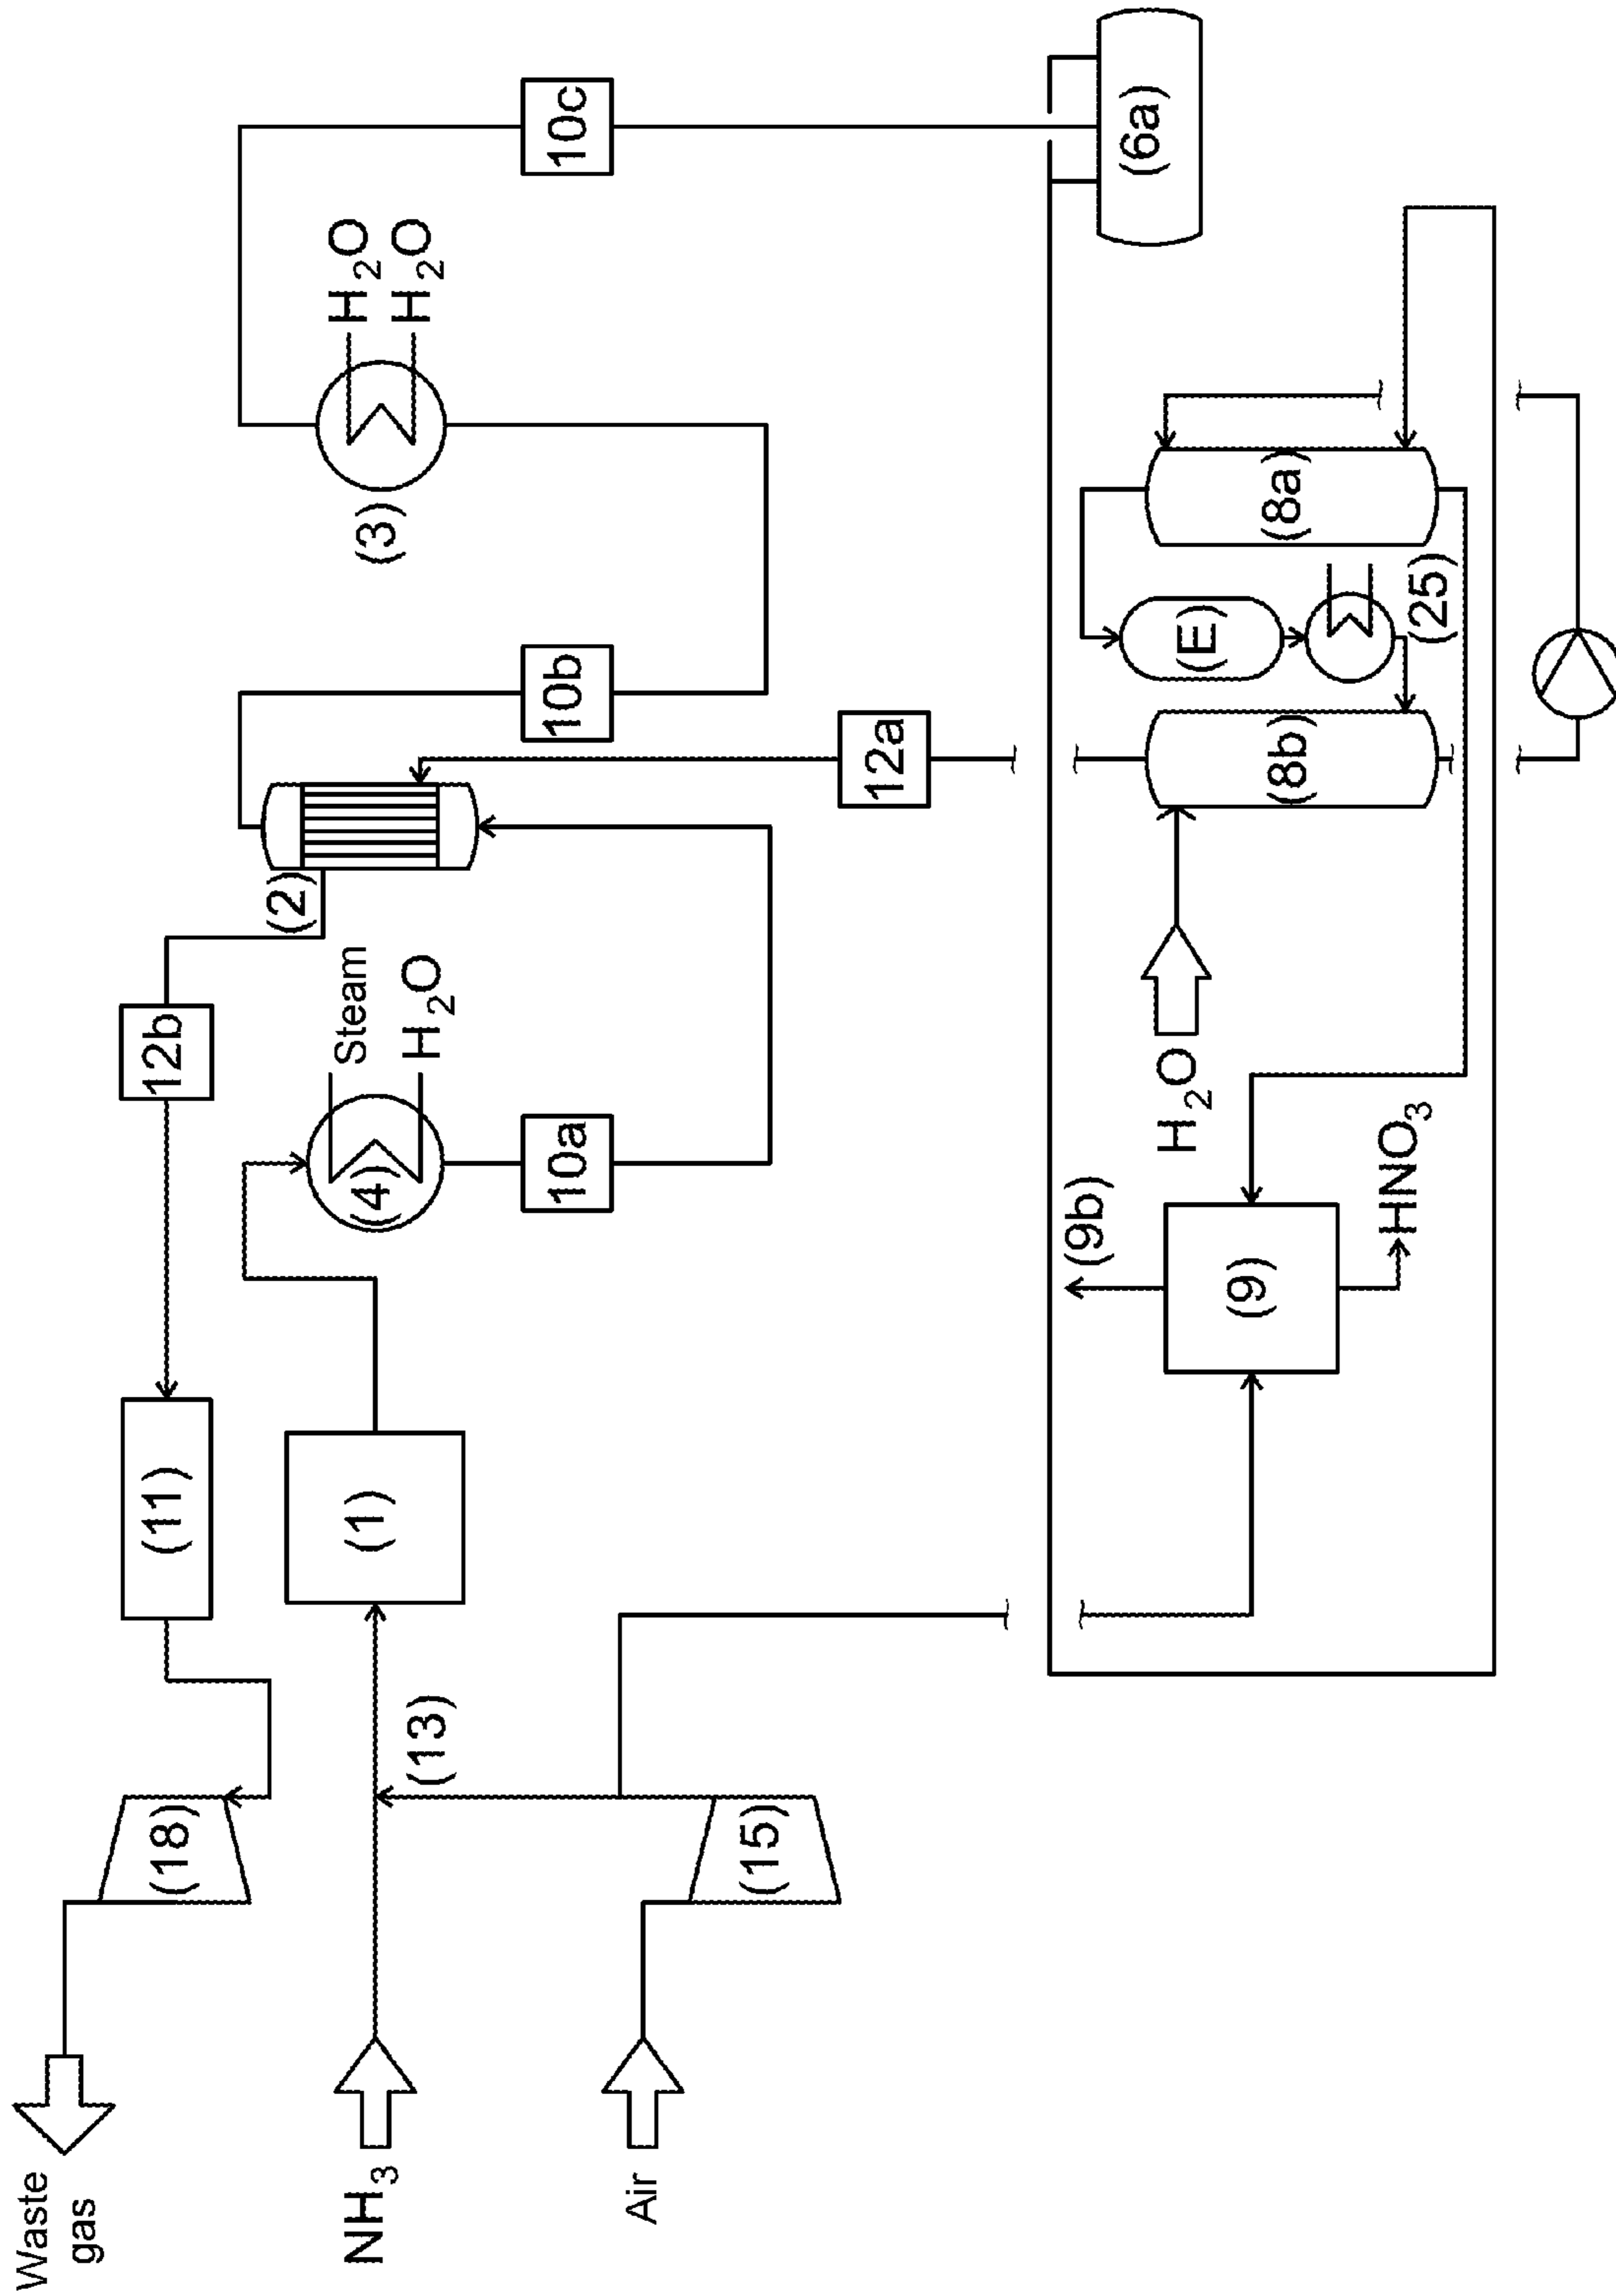 Waste
gas
(18)
(11)
12b
(2)
NH3
(13)
(1)
(4)
Steam
H2O
10a
10b
(3)
H2O
H2O
10c
Air
(15)
12a
(9b)
(9)
HNO3
H2O
(8b)
(E)
(25)
(8a)
(6a)